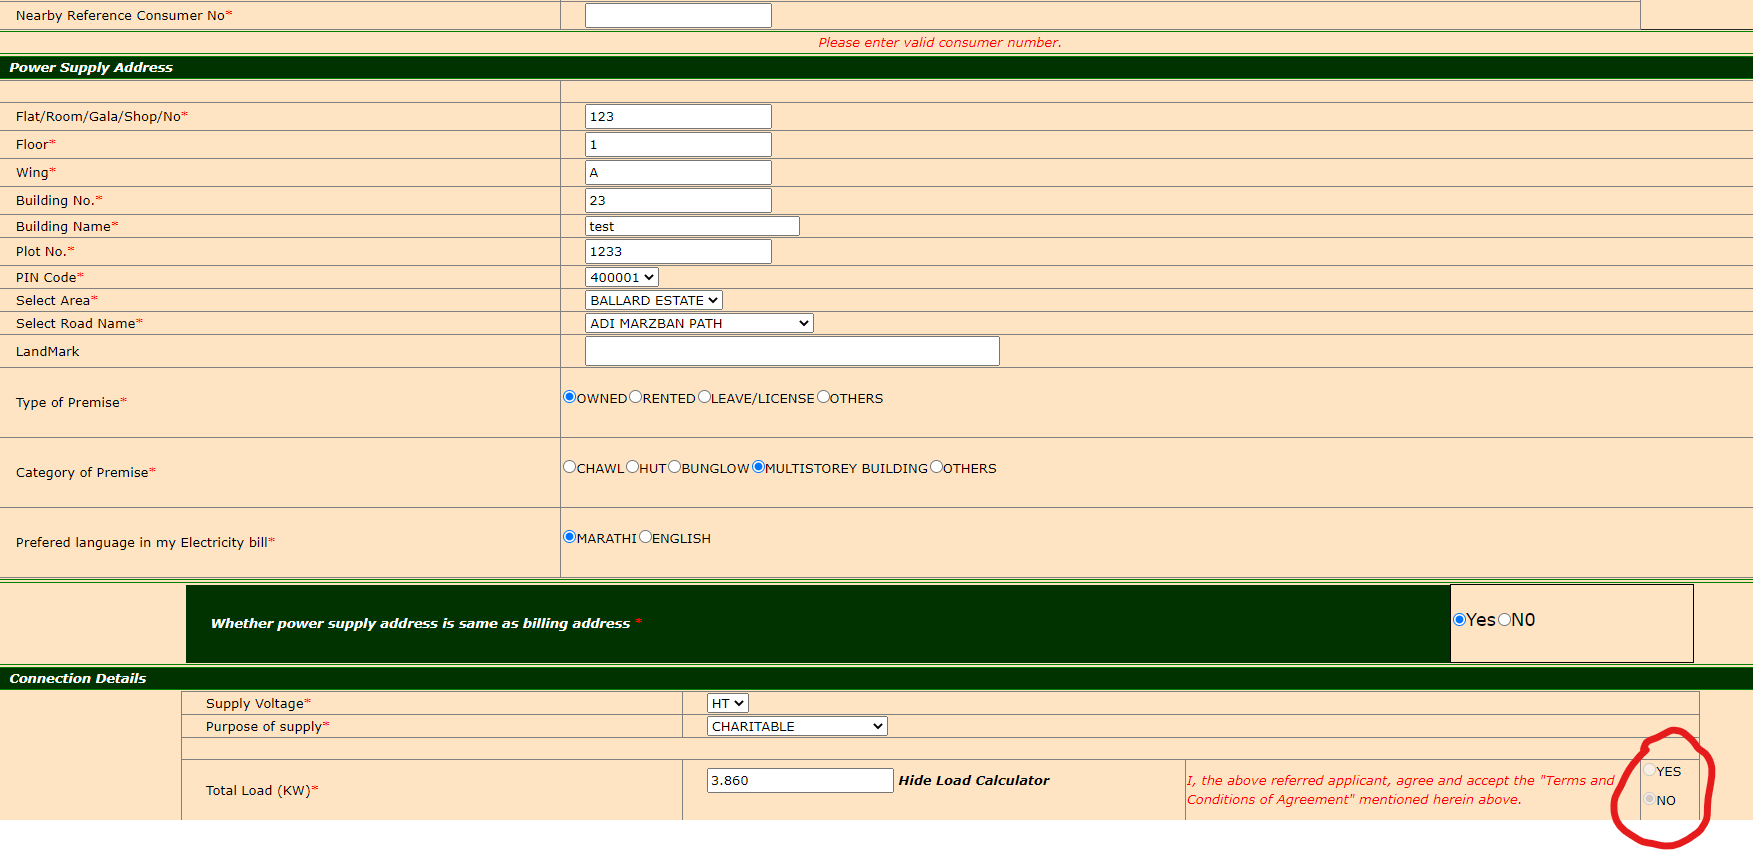 Nearby Reference Consumer No*
Please enter valid consumer number.
Power Supply Address
Flat/Room/Gala/Shop/No* 123
Floor* 1
Wing* A
Building No.* 23
Building Name* test
Plot No.* 1233
PIN Code* 400001
Select Area* BALLARD ESTATE
Select Road Name* ADI MARZBAN PATH
LandMark
Type of Premise* OWNED RENTED LEAVE/LICENSE OTHERS
Category of Premise* CHAWL HUT BUNGLOW MULTISTOREY BUILDING OTHERS
Prefered language in my Electricity bill* MARATHI ENGLISH
Whether power supply address is same as billing address * Yes N0
Connection Details
Supply Voltage* HT
Purpose of supply* CHARITABLE
Total Load (KW)* 3.860 Hide Load Calculator
I, the above referred applicant, agree and accept the "Terms and
Conditions of Agreement" mentioned herein above.
YES
NO